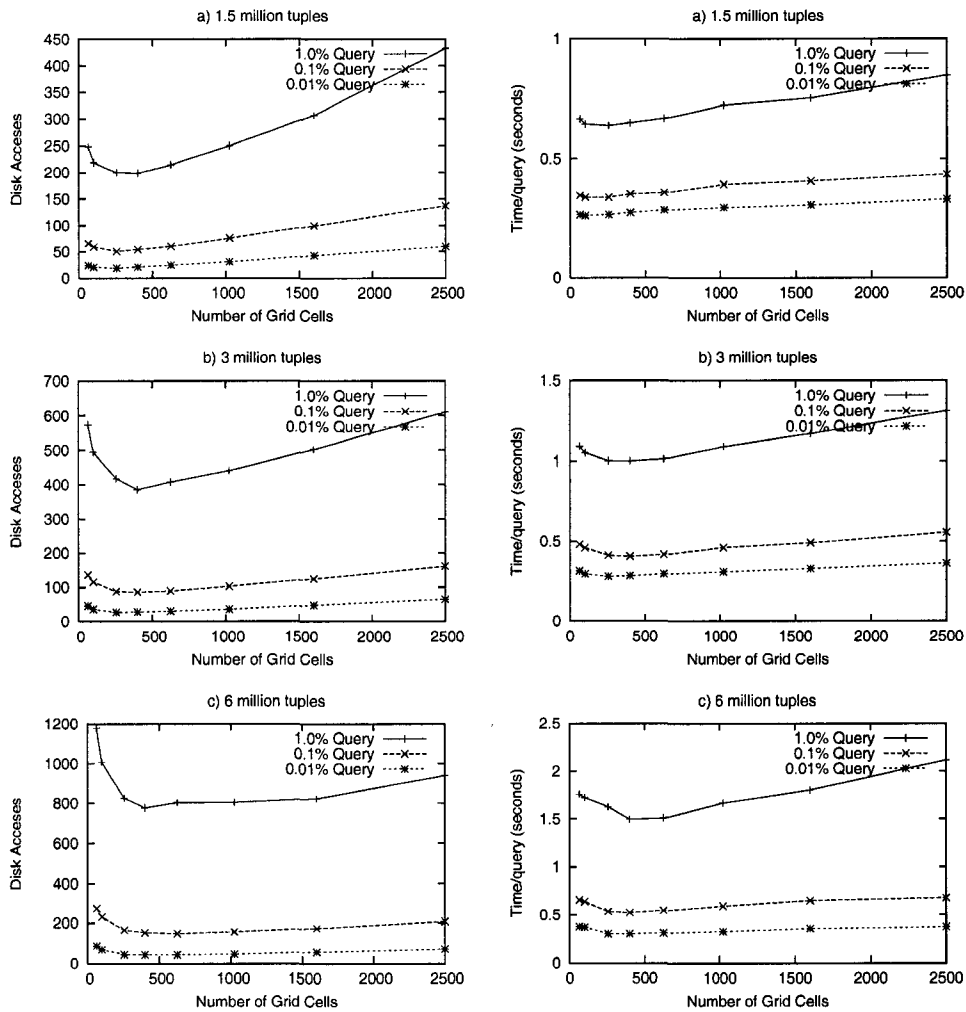 a) 1.5 million tuples
450
400
350
300
250
200
150
100
50
0
Disk Acceses
1.0% Query
0.1% Query
0.01% Query
0 500 1000 1500 2000 2500
Number of Grid Cells
a) 1.5 million tuples
1
0.5
0
Time/query (seconds)
1.0% Query
0.1% Query
0.01% Query
0 500 1000 1500 2000 2500
Number of Grid Cells
b) 3 million tuples
700
600
500
400
300
200
100
0
Disk Acceses
1.0% Query
0.1% Query
0.01% Query
0 500 1000 1500 2000 2500
Number of Grid Cells
b) 3 million tuples
1.5
1
0.5
0
Time/query (seconds)
1.0% Query
0.1% Query
0.01% Query
0 500 1000 1500 2000 2500
Number of Grid Cells
c) 6 million tuples
1200
1000
800
600
400
200
0
Disk Acceses
1.0% Query
0.1% Query
0.01% Query
0 500 1000 1500 2000 2500
Number of Grid Cells
c) 6 million tuples
2.5
2
1.5
1
0.5
0
Time/query (seconds)
1.0% Query
0.1% Query
0.01% Query
0 500 1000 1500 2000 2500
Number of Grid Cells